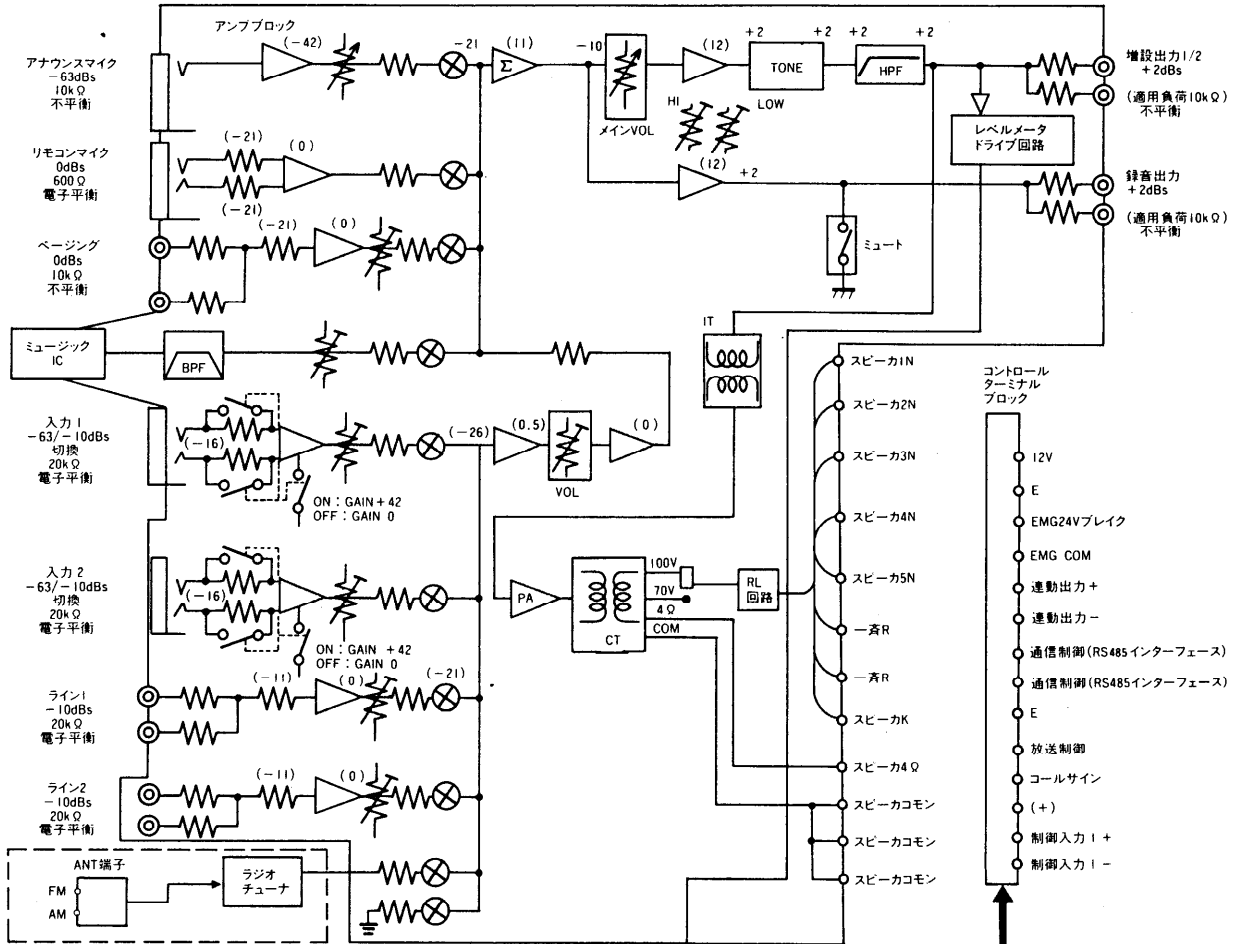 アンプブロック
アナウンスマイク
-63dBs
10kΩ
不平衡
(-42)
-21
(11)
Σ
-10
メインVOL
(12)
+2
TONE
LOW
HI
+2
+2
HPF
+2
増設出力1/2
+2dBs
(適用負荷10kΩ)
不平衡
レベルメータ
ドライブ回路
リモコンマイク
0dBs
600Ω
電子平衡
(-21)
(-21)
(0)
(12)
+2
録音出力
+2dBs
(適用負荷10kΩ)
不平衡
ミュート
ページング
0dBs
10kΩ
不平衡
(-21)
(0)
ミュージック
IC
BPF
IT
入力1
-63/-10dBs
切換
20kΩ
電子平衡
(-16)
ON:GAIN+42
OFF:GAIN 0
(-26)
(0.5)
VOL
(0)
入力2
-63/-10dBs
切換
20kΩ
電子平衡
(-16)
ON:GAIN +42
OFF:GAIN 0
PA
CT
100V
70V
4Ω
COM
RL
回路
ライン1
-10dBs
20kΩ
電子平衡
(-11)
(0)
(-21)
ライン2
-10dBs
20kΩ
電子平衡
(-11)
(0)
ANT端子
FM
AM
ラジオ
チューナ
スピーカ1N
スピーカ2N
スピーカ3N
スピーカ4N
スピーカ5N
一斉R
一斉R
スピーカK
スピーカ4Ω
スピーカコモン
スピーカコモン
スピーカコモン
コントロール
ターミナル
ブロック
12V
E
EMG24Vブレイク
EMG COM
連動出力+
連動出力-
通信制御(RS485インターフェース)
通信制御(RS485インターフェース)
E
放送制御
コールサイン
(+)
制御入力1+
制御入力1-